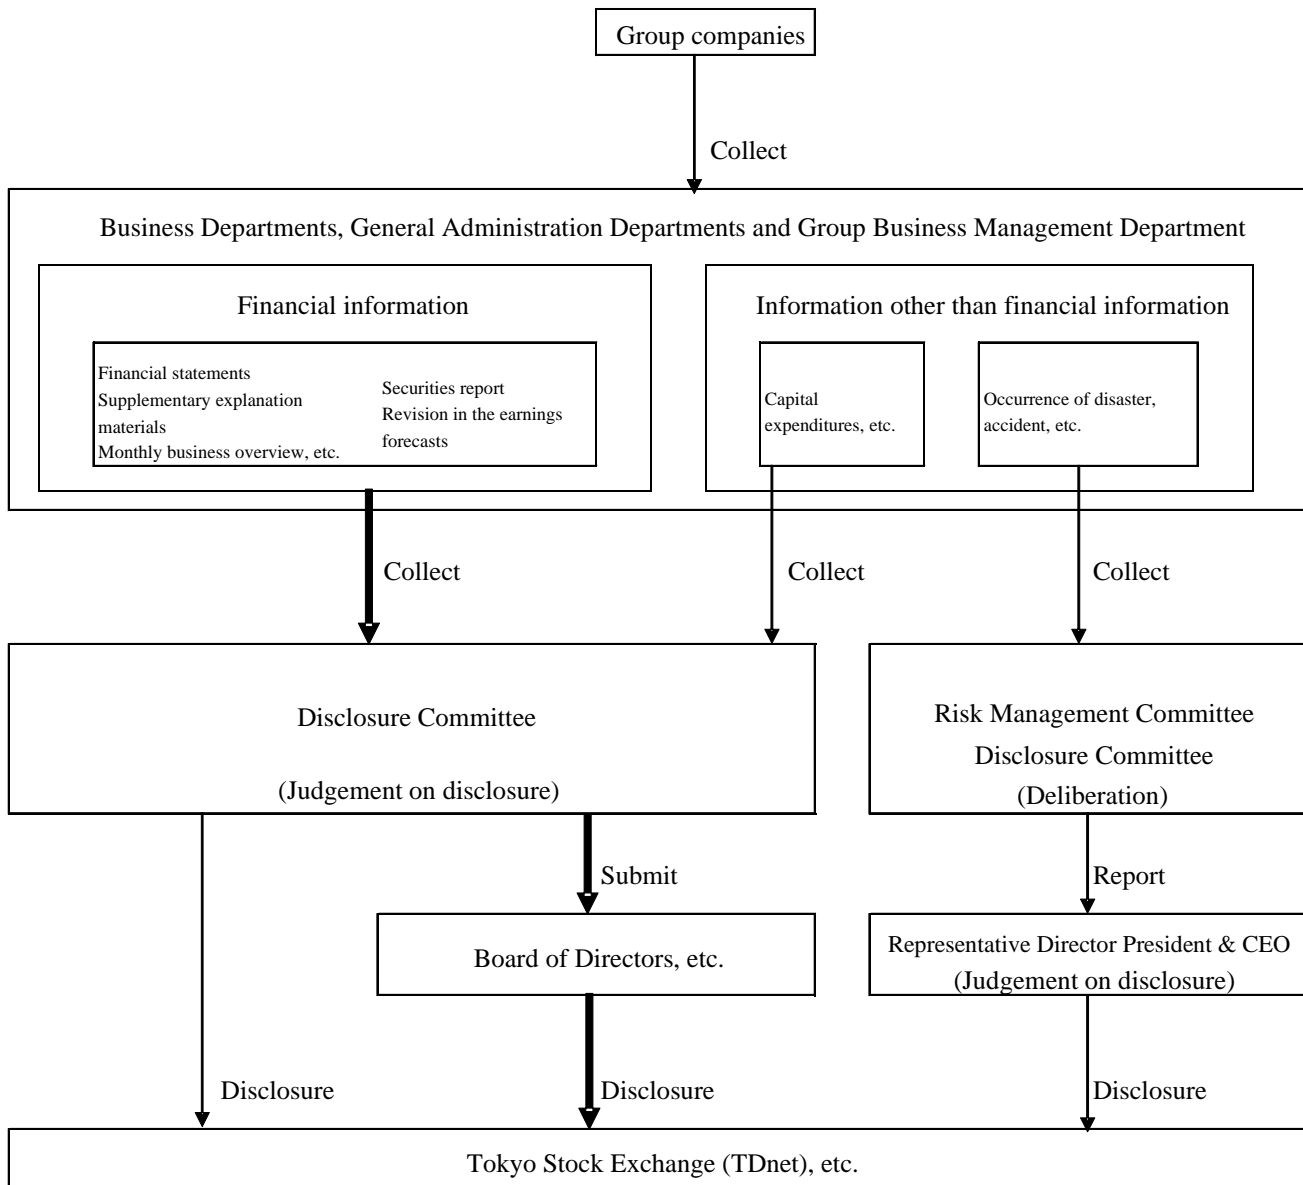 Group companies
Collect
Business Departments, General Administration Departments and Group Business Management Department
Financial information
Financial statements
Supplementary explanation
materials
Monthly business overview, etc.
Securities report
Revision in the earnings
forecasts
Information other than financial information
Capital
expenditures, etc.
Occurrence of disaster,
accident, etc.
Collect
Collect
Collect
Disclosure Committee
(Judgement on disclosure)
Risk Management Committee
Disclosure Committee
(Deliberation)
Submit
Report
Board of Directors, etc.
Representative Director President & CEO
(Judgement on disclosure)
Disclosure
Disclosure
Disclosure
Tokyo Stock Exchange (TDnet), etc.